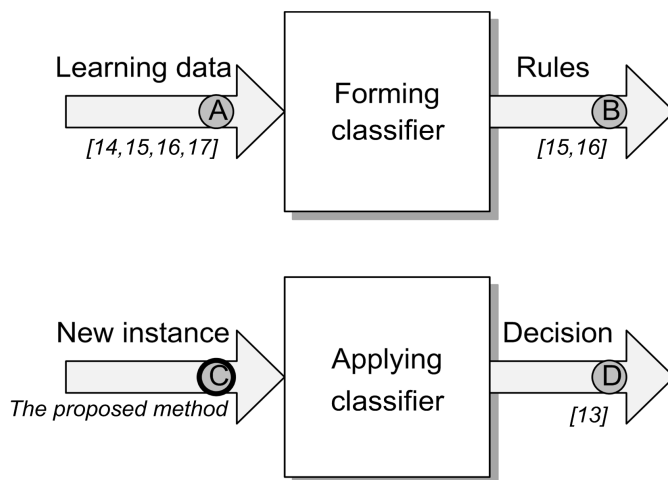 Learning data
A
[14,15,16,17]
Forming
classifier
Rules
B
[15,16]
New instance
C
The proposed method
Applying
classifier
Decision
D
[13]